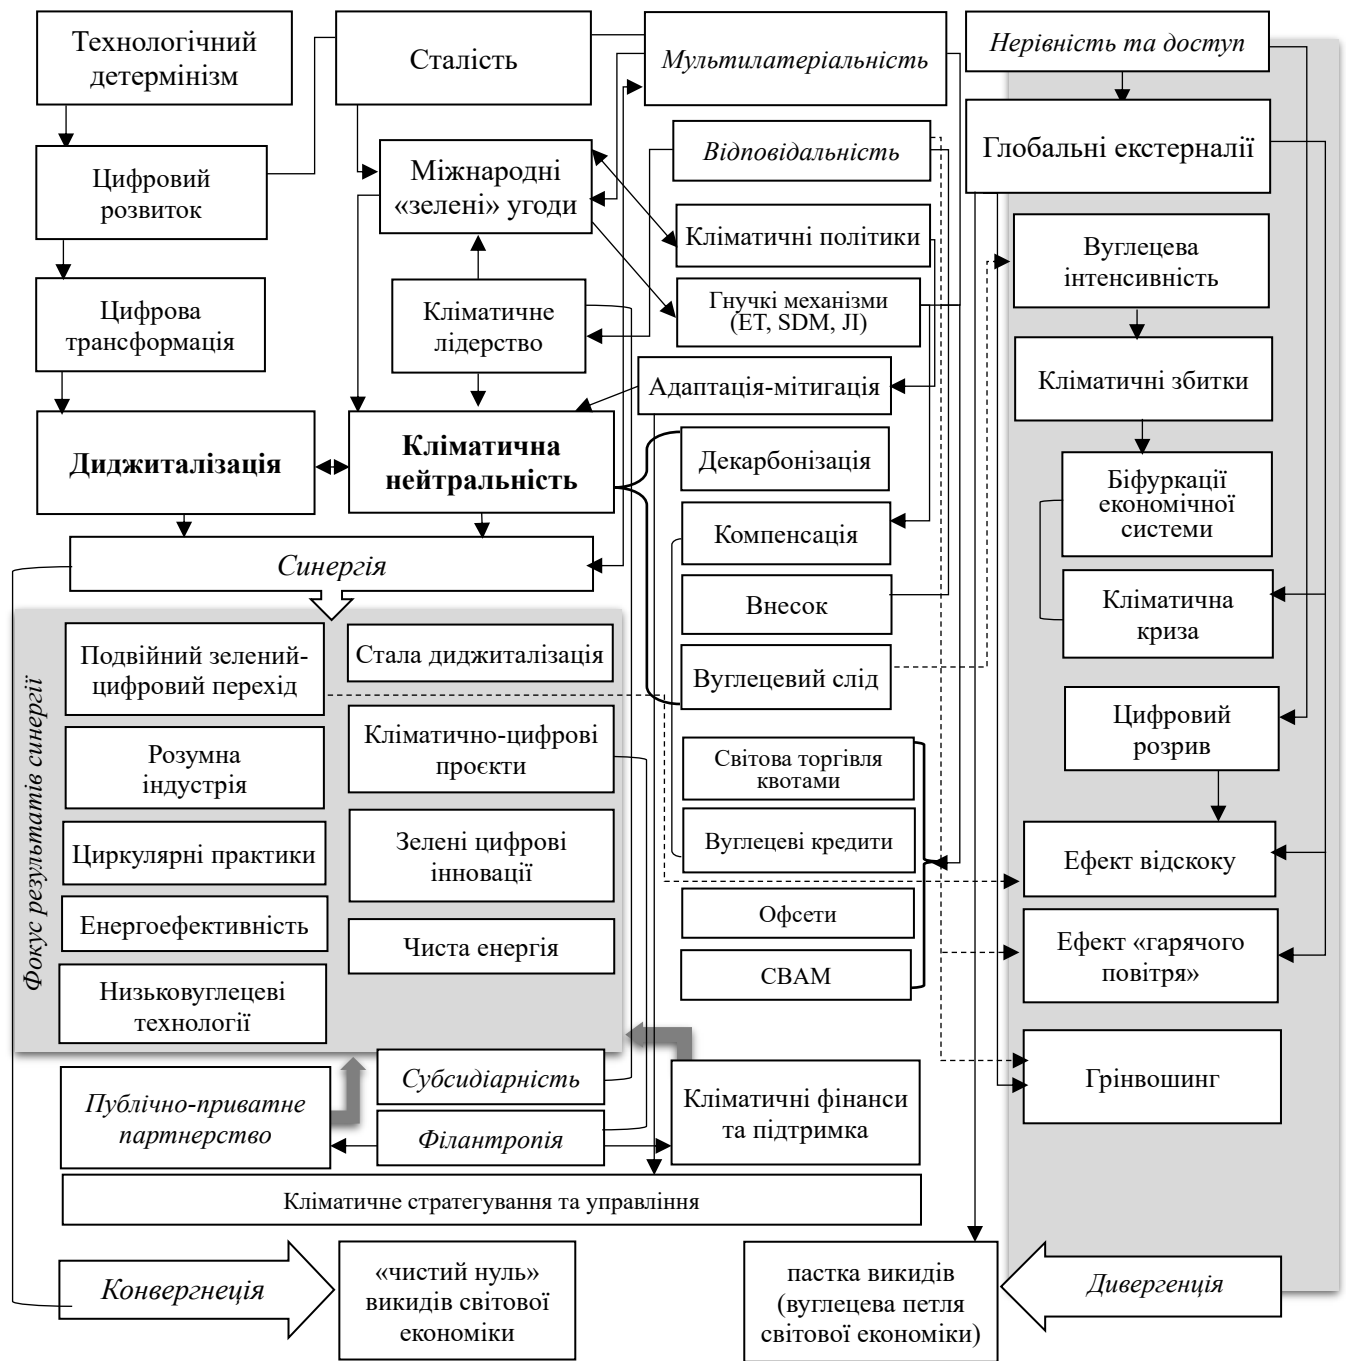 Технологічний
детермінізм
Сталість
Мультилатеріальність
Нерівність та доступ
Цифровий
розвиток
Міжнародні
«зелені» угоди
Відповідальність
Глобальні екстерналії
Кліматичні політики
Вуглецева
інтенсивність
Цифрова
трансформація
Кліматичне
лідерство
Гнучкі механізми
(ET, SDM, JI)
Адаптація-мітигація
Кліматичні збитки
Диджиталізація
Кліматична
нейтральність
Декарбонізація
Біфуркації
економічної
системи
Компенсація
Синергія
Внесок
Кліматична
криза
Фокус результатів синергії
Подвійний зелений-
цифровий перехід
Стала диджиталізація
Вуглецевий слід
Розумна
індустрія
Кліматично-цифрові
проєкти
Світова торгівля
квотами
Цифровий
розрив
Циркулярні практики
Зелені цифрові
інновації
Вуглецеві кредити
Ефект відскоку
Енергоефективність
Чиста енергія
Офсети
Ефект «гарячого
повітря»
Низьковуглецеві
технології
CBAM
Публічно-приватне
партнерство
Субсидіарність
Філантропія
Кліматичні фінанси
та підтримка
Грінвошинг
Кліматичне стратегування та управління
Конвергнеція
«чистий нуль»
викидів світової
економіки
пастка викидів
(вуглецева петля
світової економіки)
Дивергенція